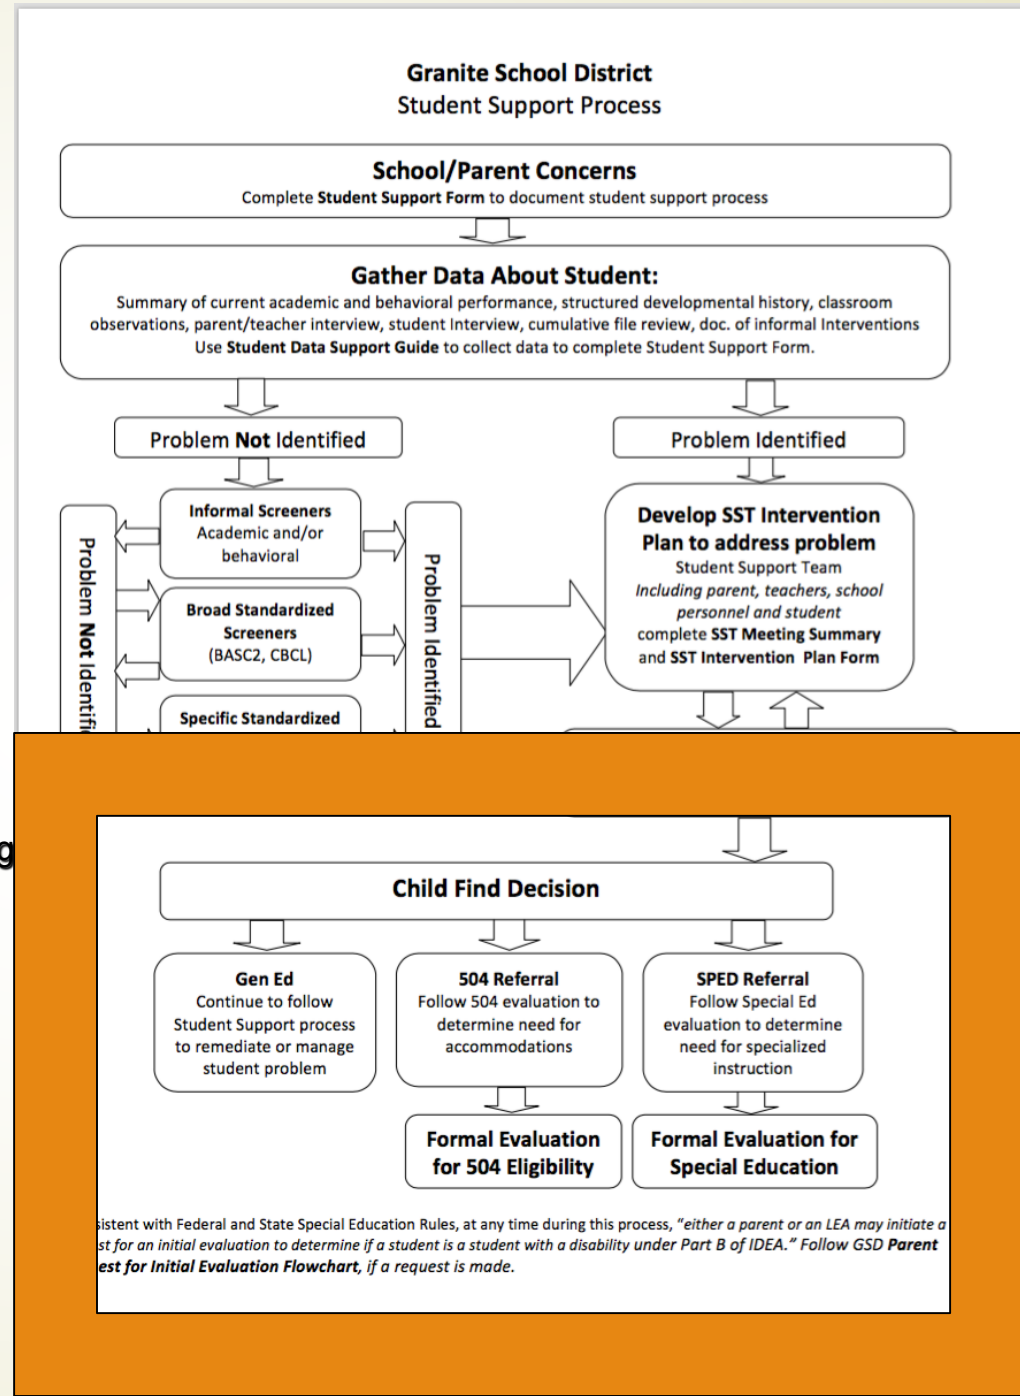 Granite School District
Student Support Process
School/Parent Concerns
Complete Student Support Form to document student support process
Gather Data About Student:
Summary of current academic and behavioral performance, structured developmental history, classroom
observations, parent/teacher interview, student Interview, cumulative file review, doc. of informal Interventions
Use Student Data Support Guide to collect data to complete Student Support Form.
Problem Not Identified
Problem Identified
Informal Screeners
Academic and/or
behavioral
Broad Standardized
Screeners
(BASC2, CBCL)
Specific Standardized
Problem Not Identifie
Problem Identified
Develop SST Intervention
Plan to address problem
Student Support Team
Including parent, teachers, school
personnel and student
complete SST Meeting Summary
and SST Intervention Plan Form
g
Child Find Decision
Gen Ed
Continue to follow
Student Support process
to remediate or manage
student problem
504 Referral
Follow 504 evaluation to
determine need for
accommodations
SPED Referral
Follow Special Ed
evaluation to determine
need for specialized
instruction
Formal Evaluation
for 504 Eligibility
Formal Evaluation for
Special Education
sistent with Federal and State Special Education Rules, at any time during this process, "either a parent or an LEA may initiate a
st for an initial evaluation to determine if a student is a student with a disability under Part B of IDEA." Follow GSD Parent
est for Initial Evaluation Flowchart, if a request is made.